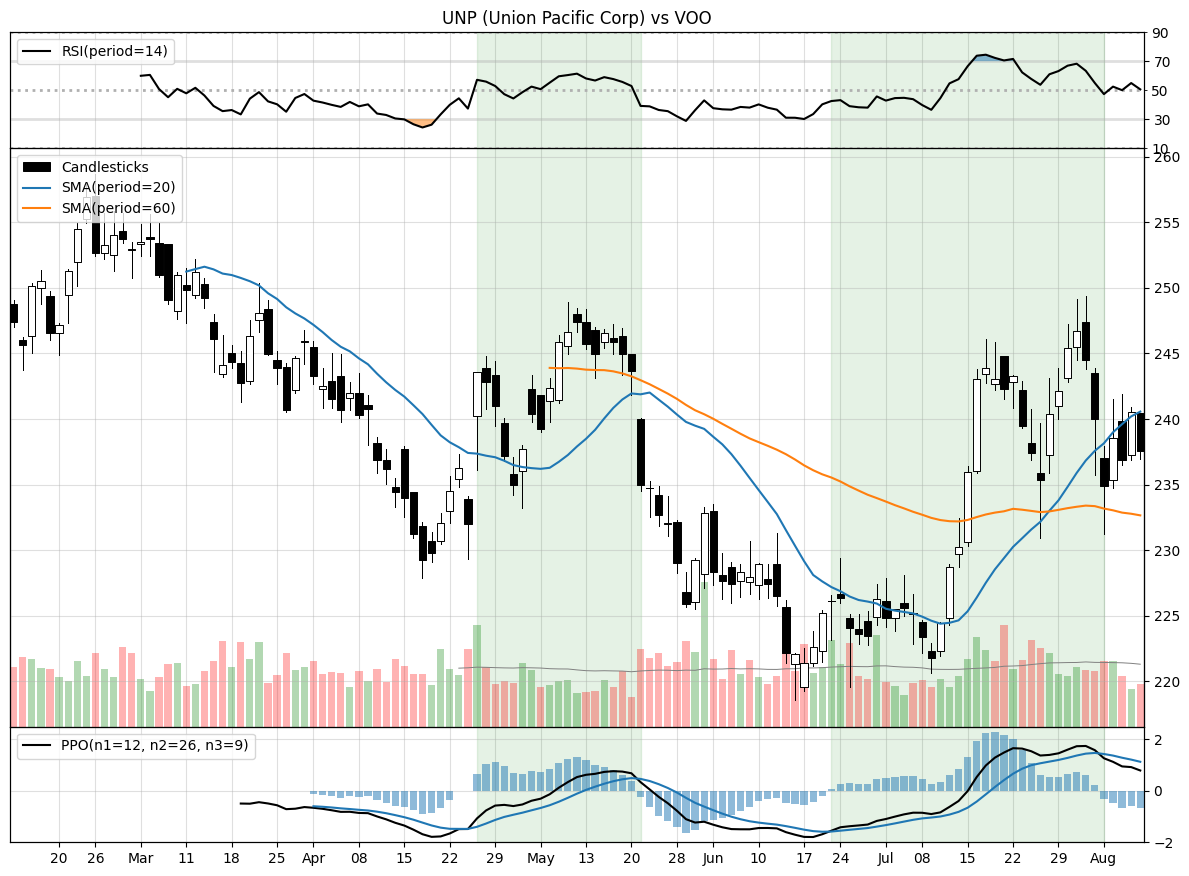 UNP (Union Pacific Corp) vs VOO
RSI(period=14)
90
70
50
30
10
Candlesticks
SMA(period=20)
SMA(period=60)
260
255
250
245
240
235
230
225
220
PPO(n1=12, n2=26, n3=9)
2
0
−2
20 26 Mar 11 18 25 Apr 08 15 22 29 May 13 20 28 Jun 10 17 24 Jul 08 15 22 29 Aug